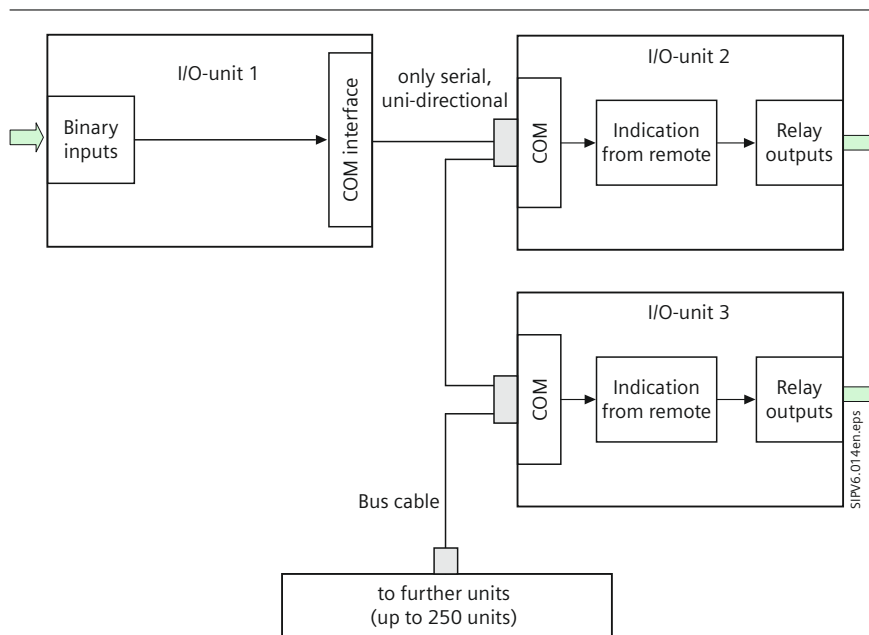 I/O-unit 1
Binary
inputs
COM interface
only serial,
uni-directional
I/O-unit 2
COM
Indication
from remote
Relay
outputs
I/O-unit 3
COM
Indication
from remote
Relay
outputs
SIPV6.014en.eps
Bus cable
to further units
(up to 250 units)